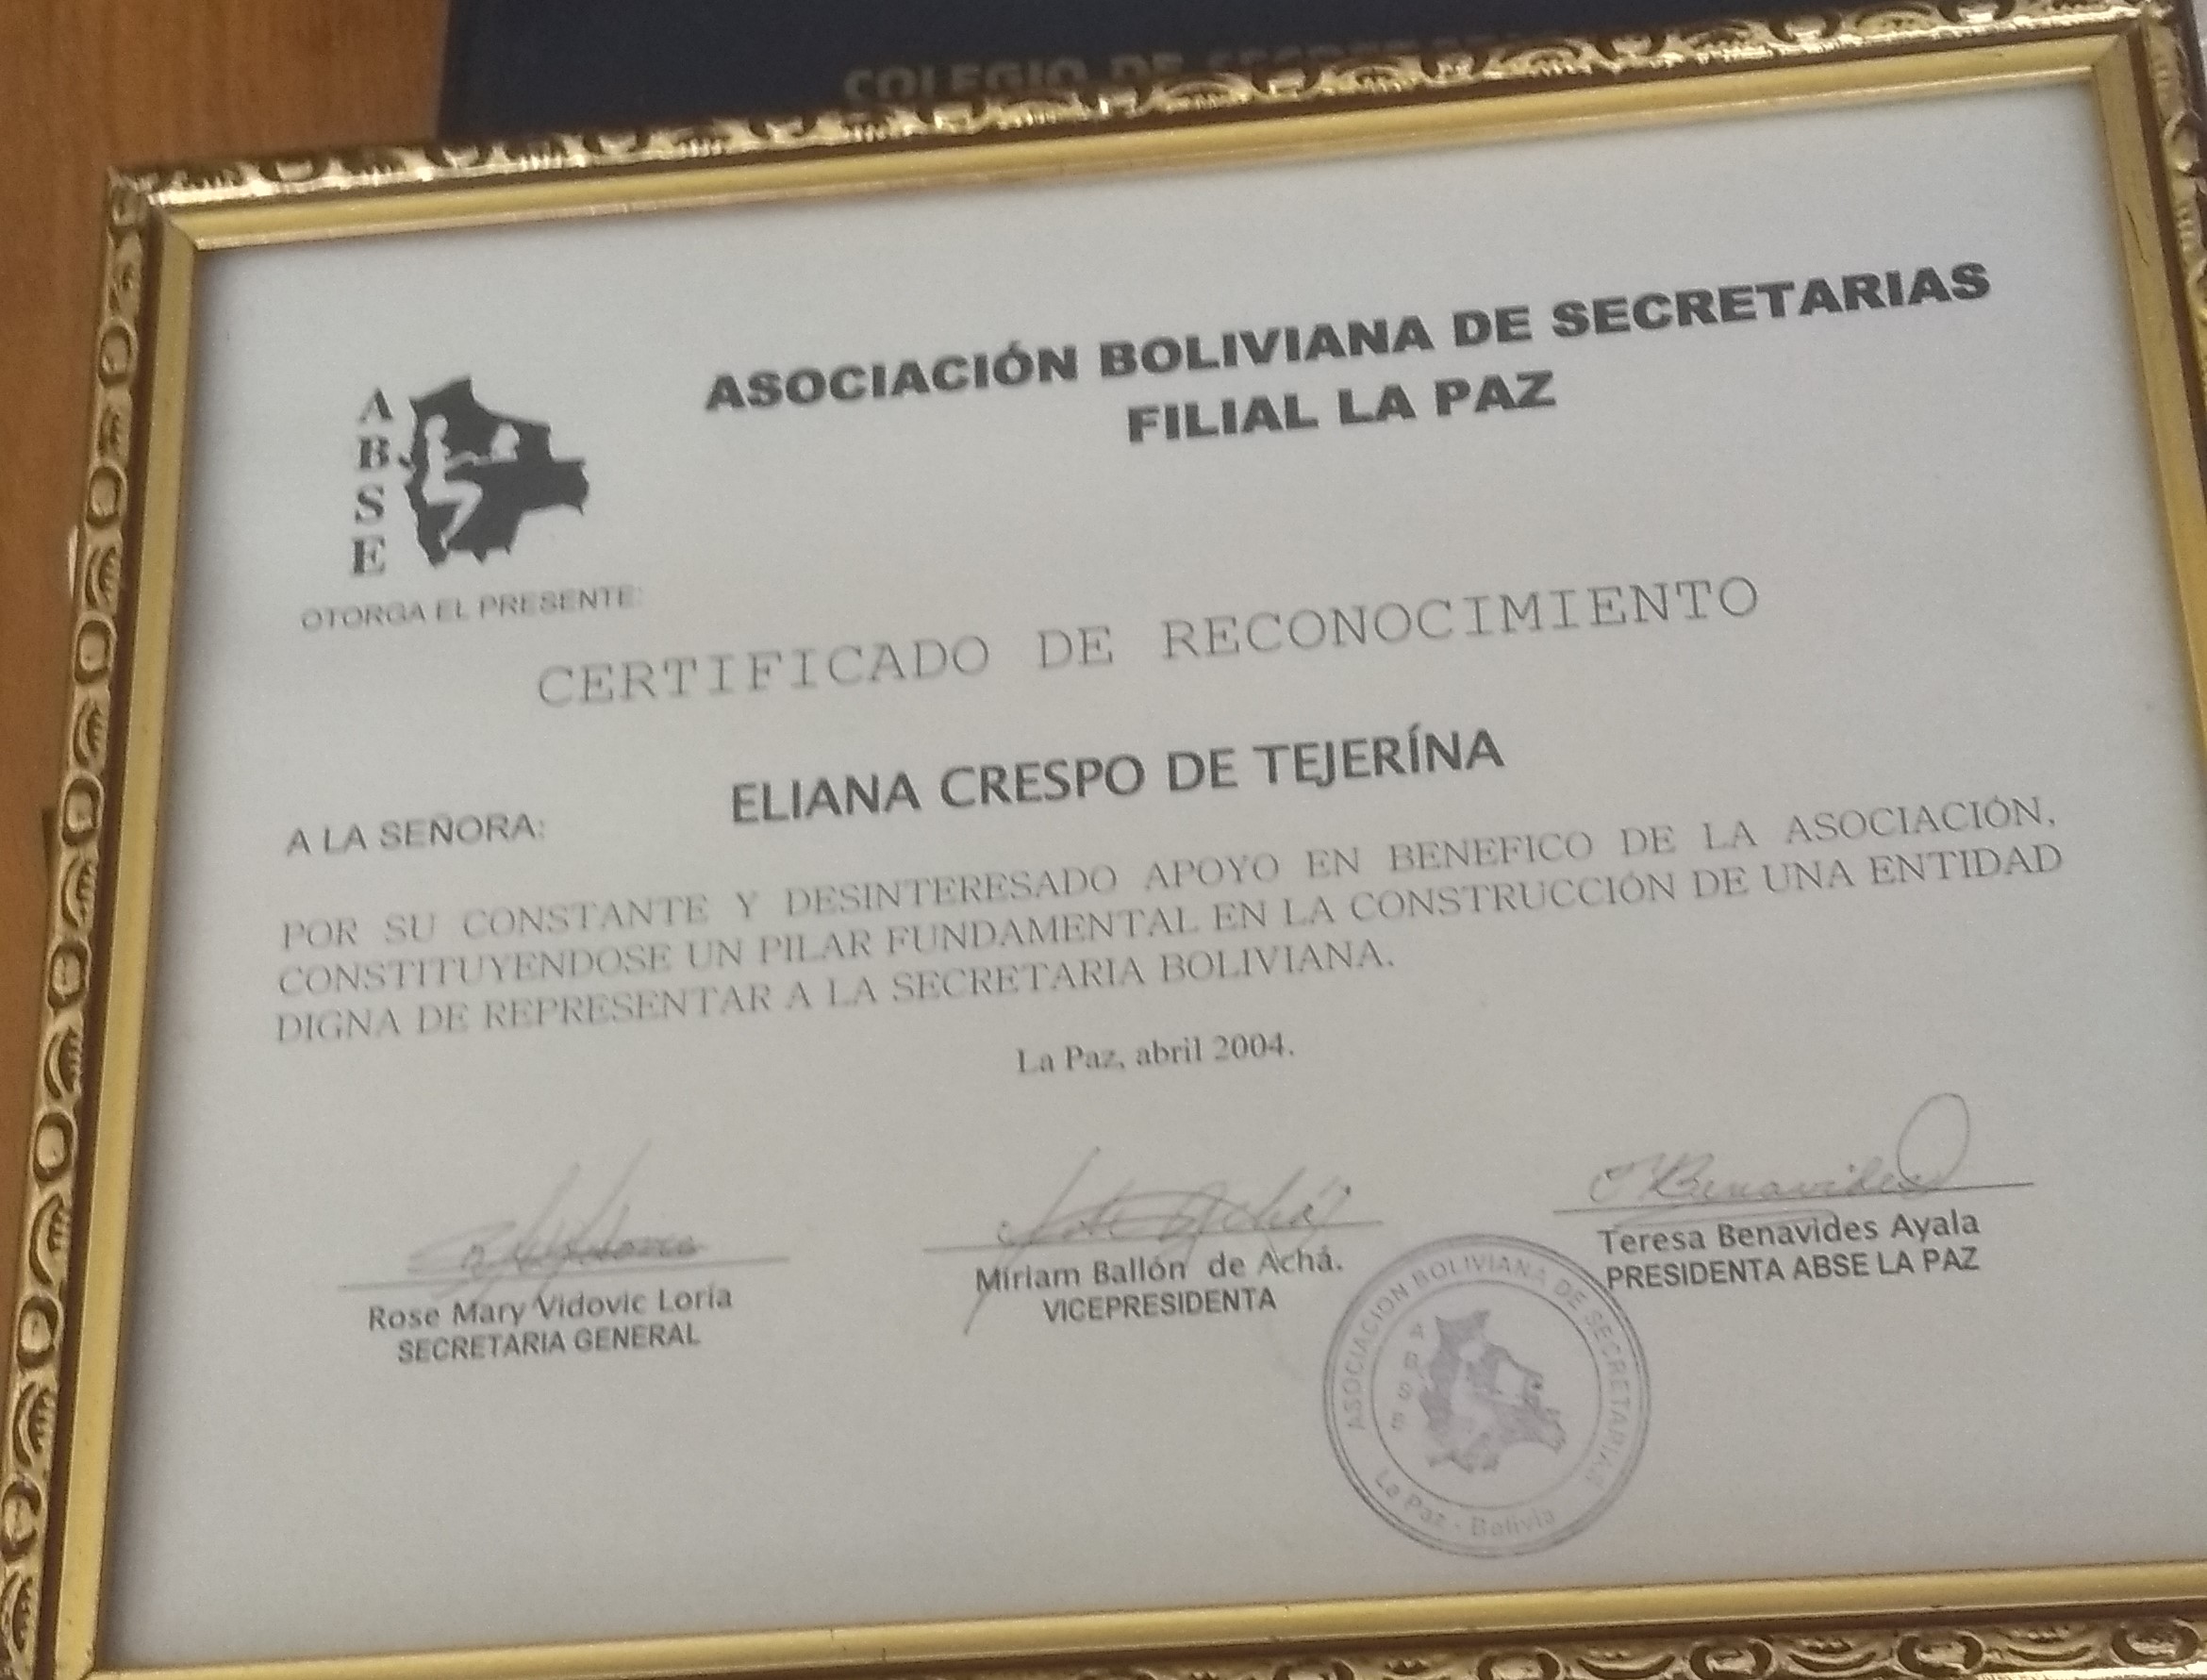 COLEGIO DE
ASOCIACIÓN BOLIVIANA DE SECRETARIAS
FILIAL LA PAZ
A
B
S
E
OTORGA EL PRESENTE:
CERTIFICADO DE RECONOCIMIENTO
A LA SEÑORA: ELIANA CRESPO DE TEJERÍNA
POR SU CONSTANTE Y DESINTERESADO APOYO EN BENEFICO DE LA ASOCIACIÓN,
CONSTITUYENDOSE UN PILAR FUNDAMENTAL EN LA CONSTRUCCIÓN DE UNA ENTIDAD
DIGNA DE REPRESENTAR A LA SECRETARIA BOLIVIANA.
La Paz, abril 2004.
Rose Mary Vidovic Loria
SECRETARIA GENERAL
Miriam Ballón de Achá.
VICEPRESIDENTA
Teresa Benavides Ayala
PRESIDENTA ABSE LA PAZ
ASOCIACION BOLIVIANA DE SECRETARIAS
La Paz - Bolivia